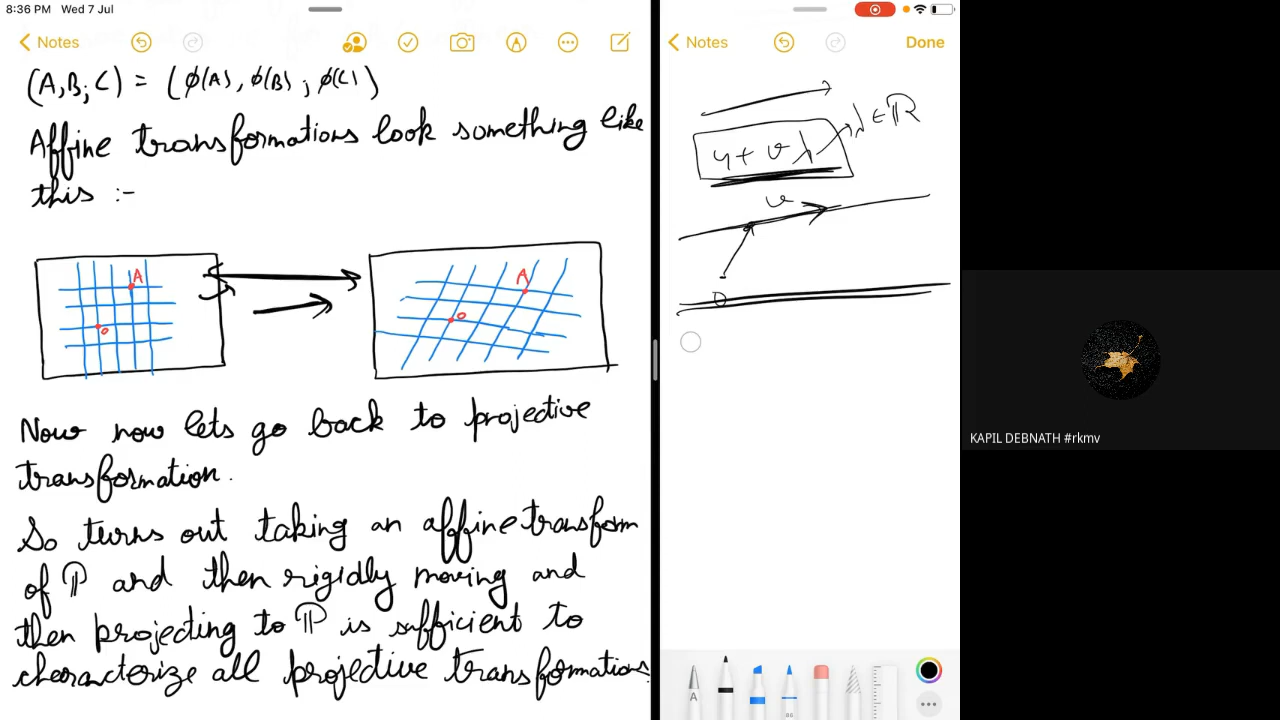 8:36 PM Wed 7 Jul
Notes
(A,B;C) = (ϕ(A), ϕ(B) ; ϕ(C))
Affine transformations look something like
this :-
A
o
A
o
Now now lets go back to projective
transformation.
So turns out taking an affine transform
of ℙ and then rigidly moving and
then projecting to ℙ is sufficient to
characterize all projective transformations.
Notes
Done
u + v λ
λ ∈ ℝ
v
0
A
KAPIL DEBNATH #rkmv